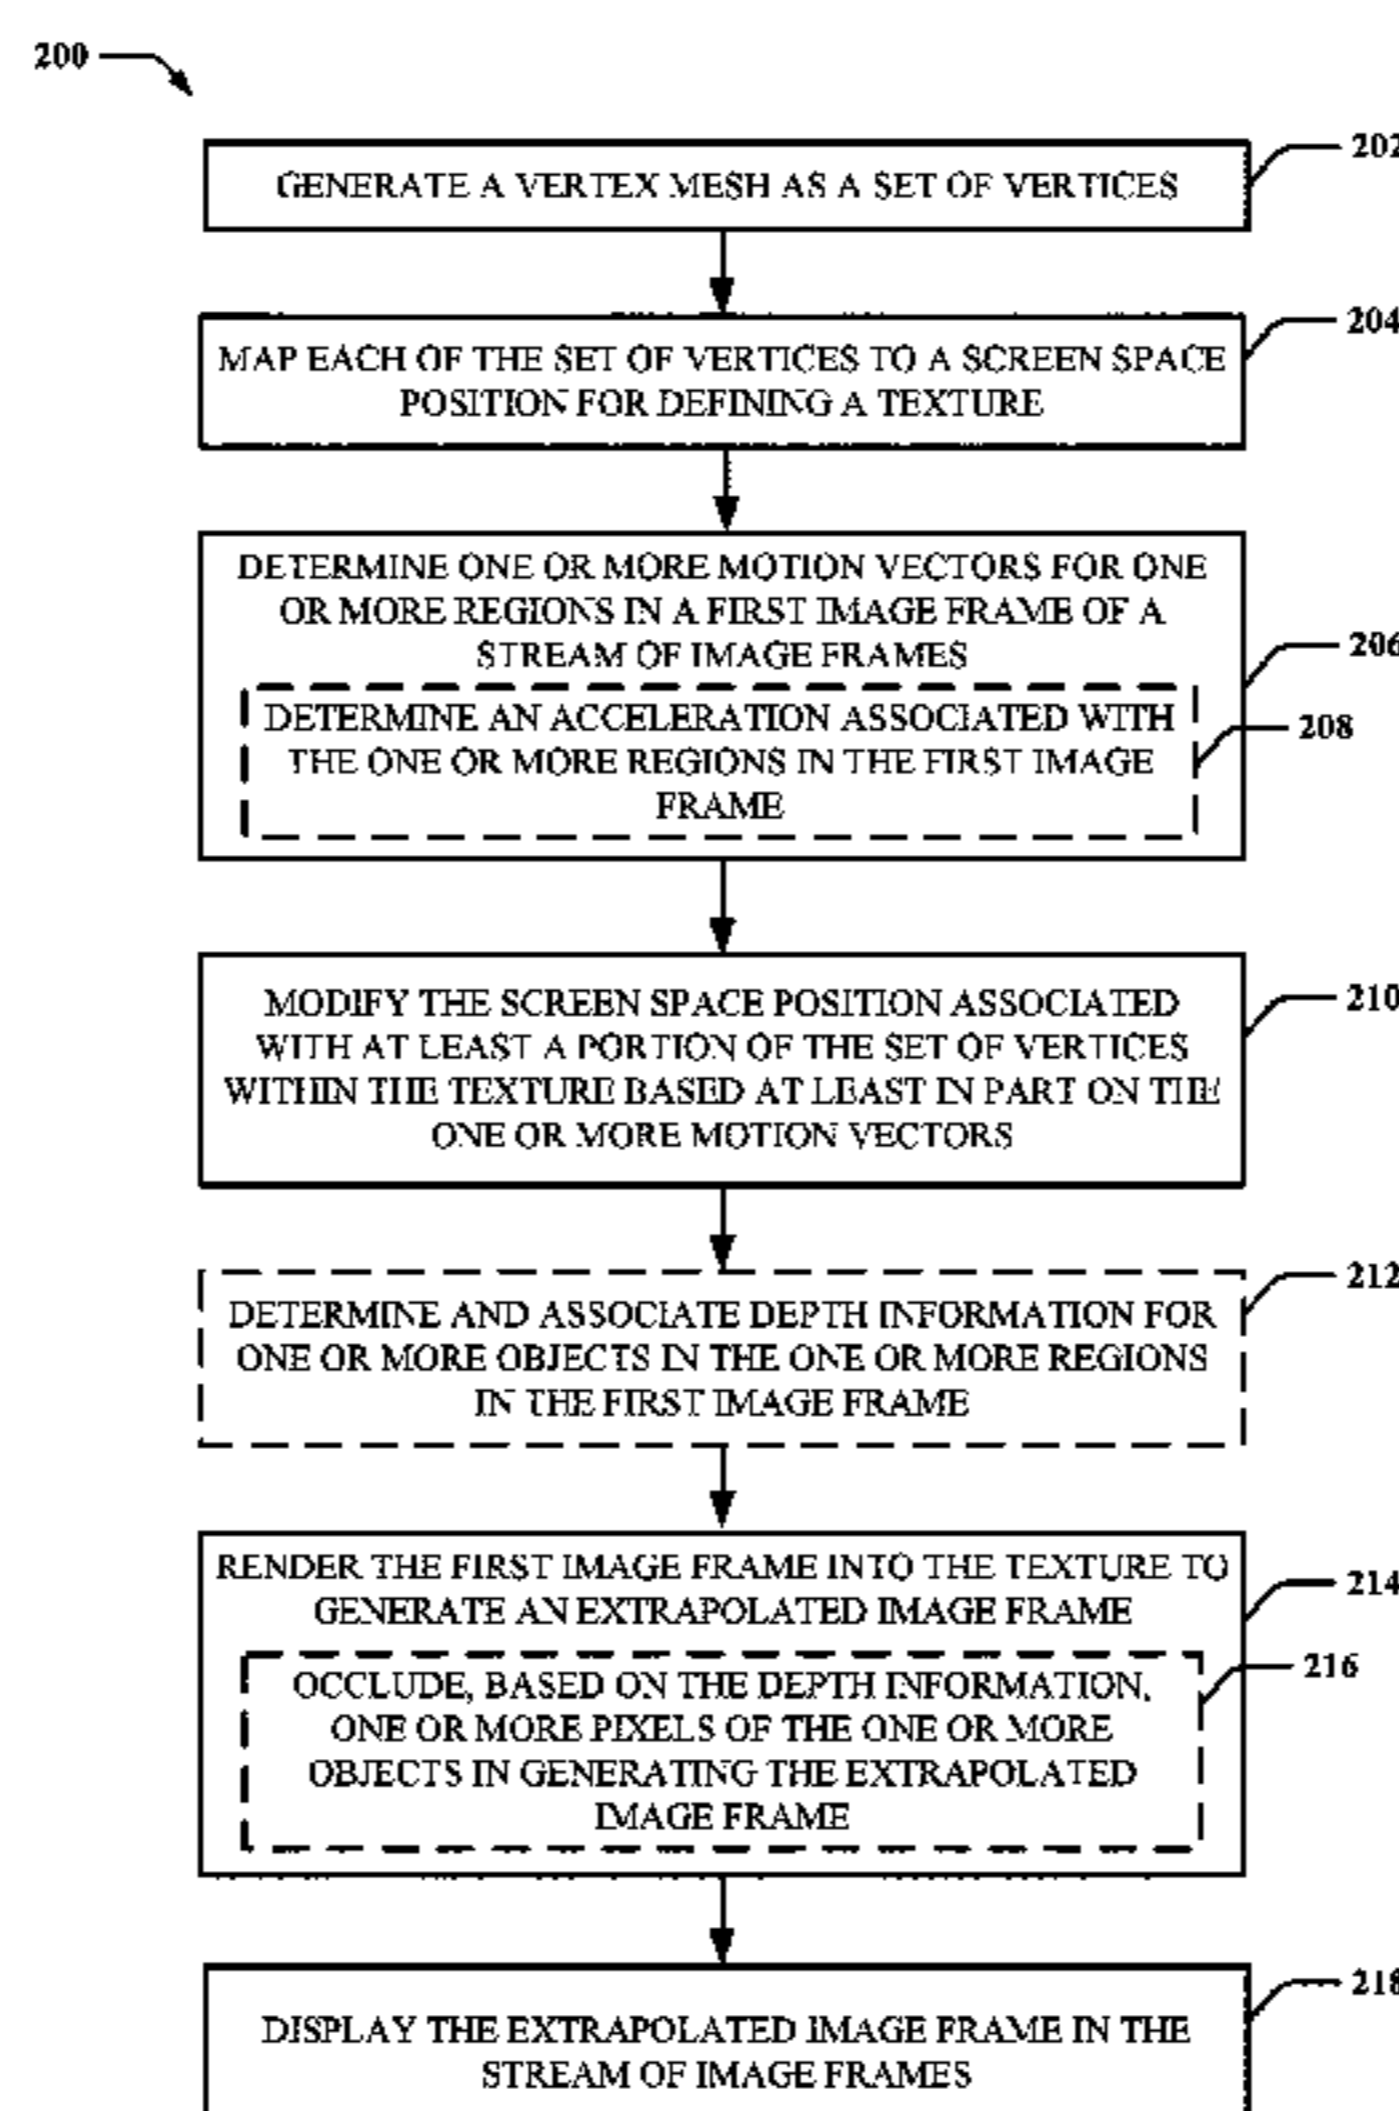 200
202
GENERATE A VERTEX MESH AS A SET OF VERTICES
204
MAP EACH OF THE SET OF VERTICES TO A SCREEN SPACE
POSITION FOR DEFINING A TEXTURE
DETERMINE ONE OR MORE MOTION VECTORS FOR ONE
OR MORE REGIONS IN A FIRST IMAGE FRAME OF A
STREAM OF IMAGE FRAMES
206
DETERMINE AN ACCELERATION ASSOCIATED WITH
THE ONE OR MORE REGIONS IN THE FIRST IMAGE
FRAME
208
MODIFY THE SCREEN SPACE POSITION ASSOCIATED
WITH AT LEAST A PORTION OF THE SET OF VERTICES
WITHIN THE TEXTURE BASED AT LEAST IN PART ON THE
ONE OR MORE MOTION VECTORS
210
212
DETERMINE AND ASSOCIATE DEPTH INFORMATION FOR
ONE OR MORE OBJECTS IN THE ONE OR MORE REGIONS
IN THE FIRST IMAGE FRAME
RENDER THE FIRST IMAGE FRAME INTO THE TEXTURE TO
GENERATE AN EXTRAPOLATED IMAGE FRAME
214
OCCLUDE, BASED ON THE DEPTH INFORMATION,
ONE OR MORE PIXELS OF THE ONE OR MORE
OBJECTS IN GENERATING THE EXTRAPOLATED
IMAGE FRAME
216
218
DISPLAY THE EXTRAPOLATED IMAGE FRAME IN THE
STREAM OF IMAGE FRAMES